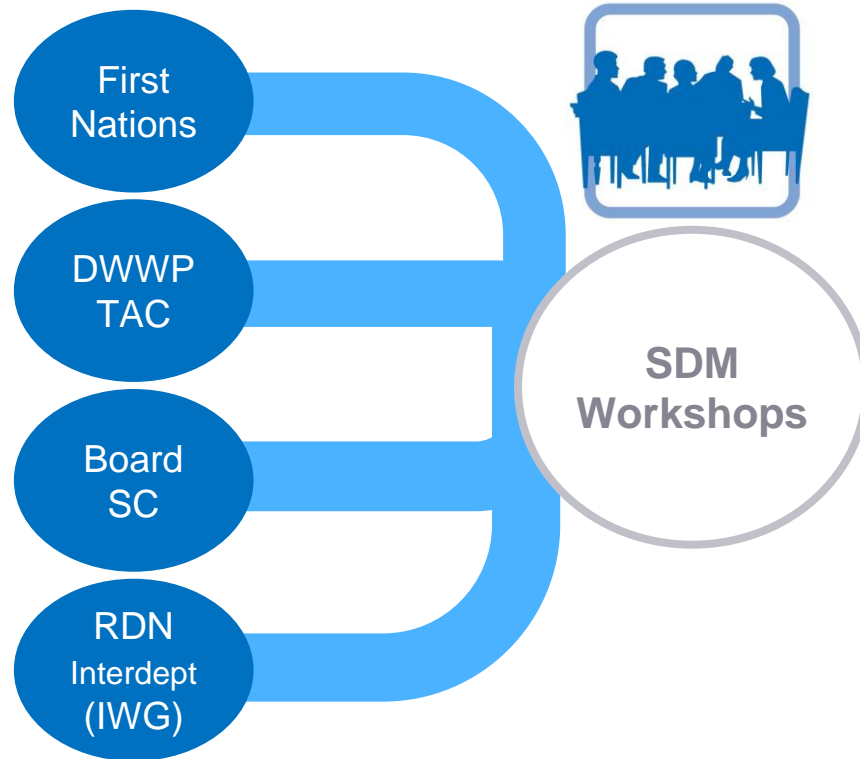 First
Nations
DWWP
TAC
Board
SC
RDN
Interdept
(IWG)
SDM
Workshops